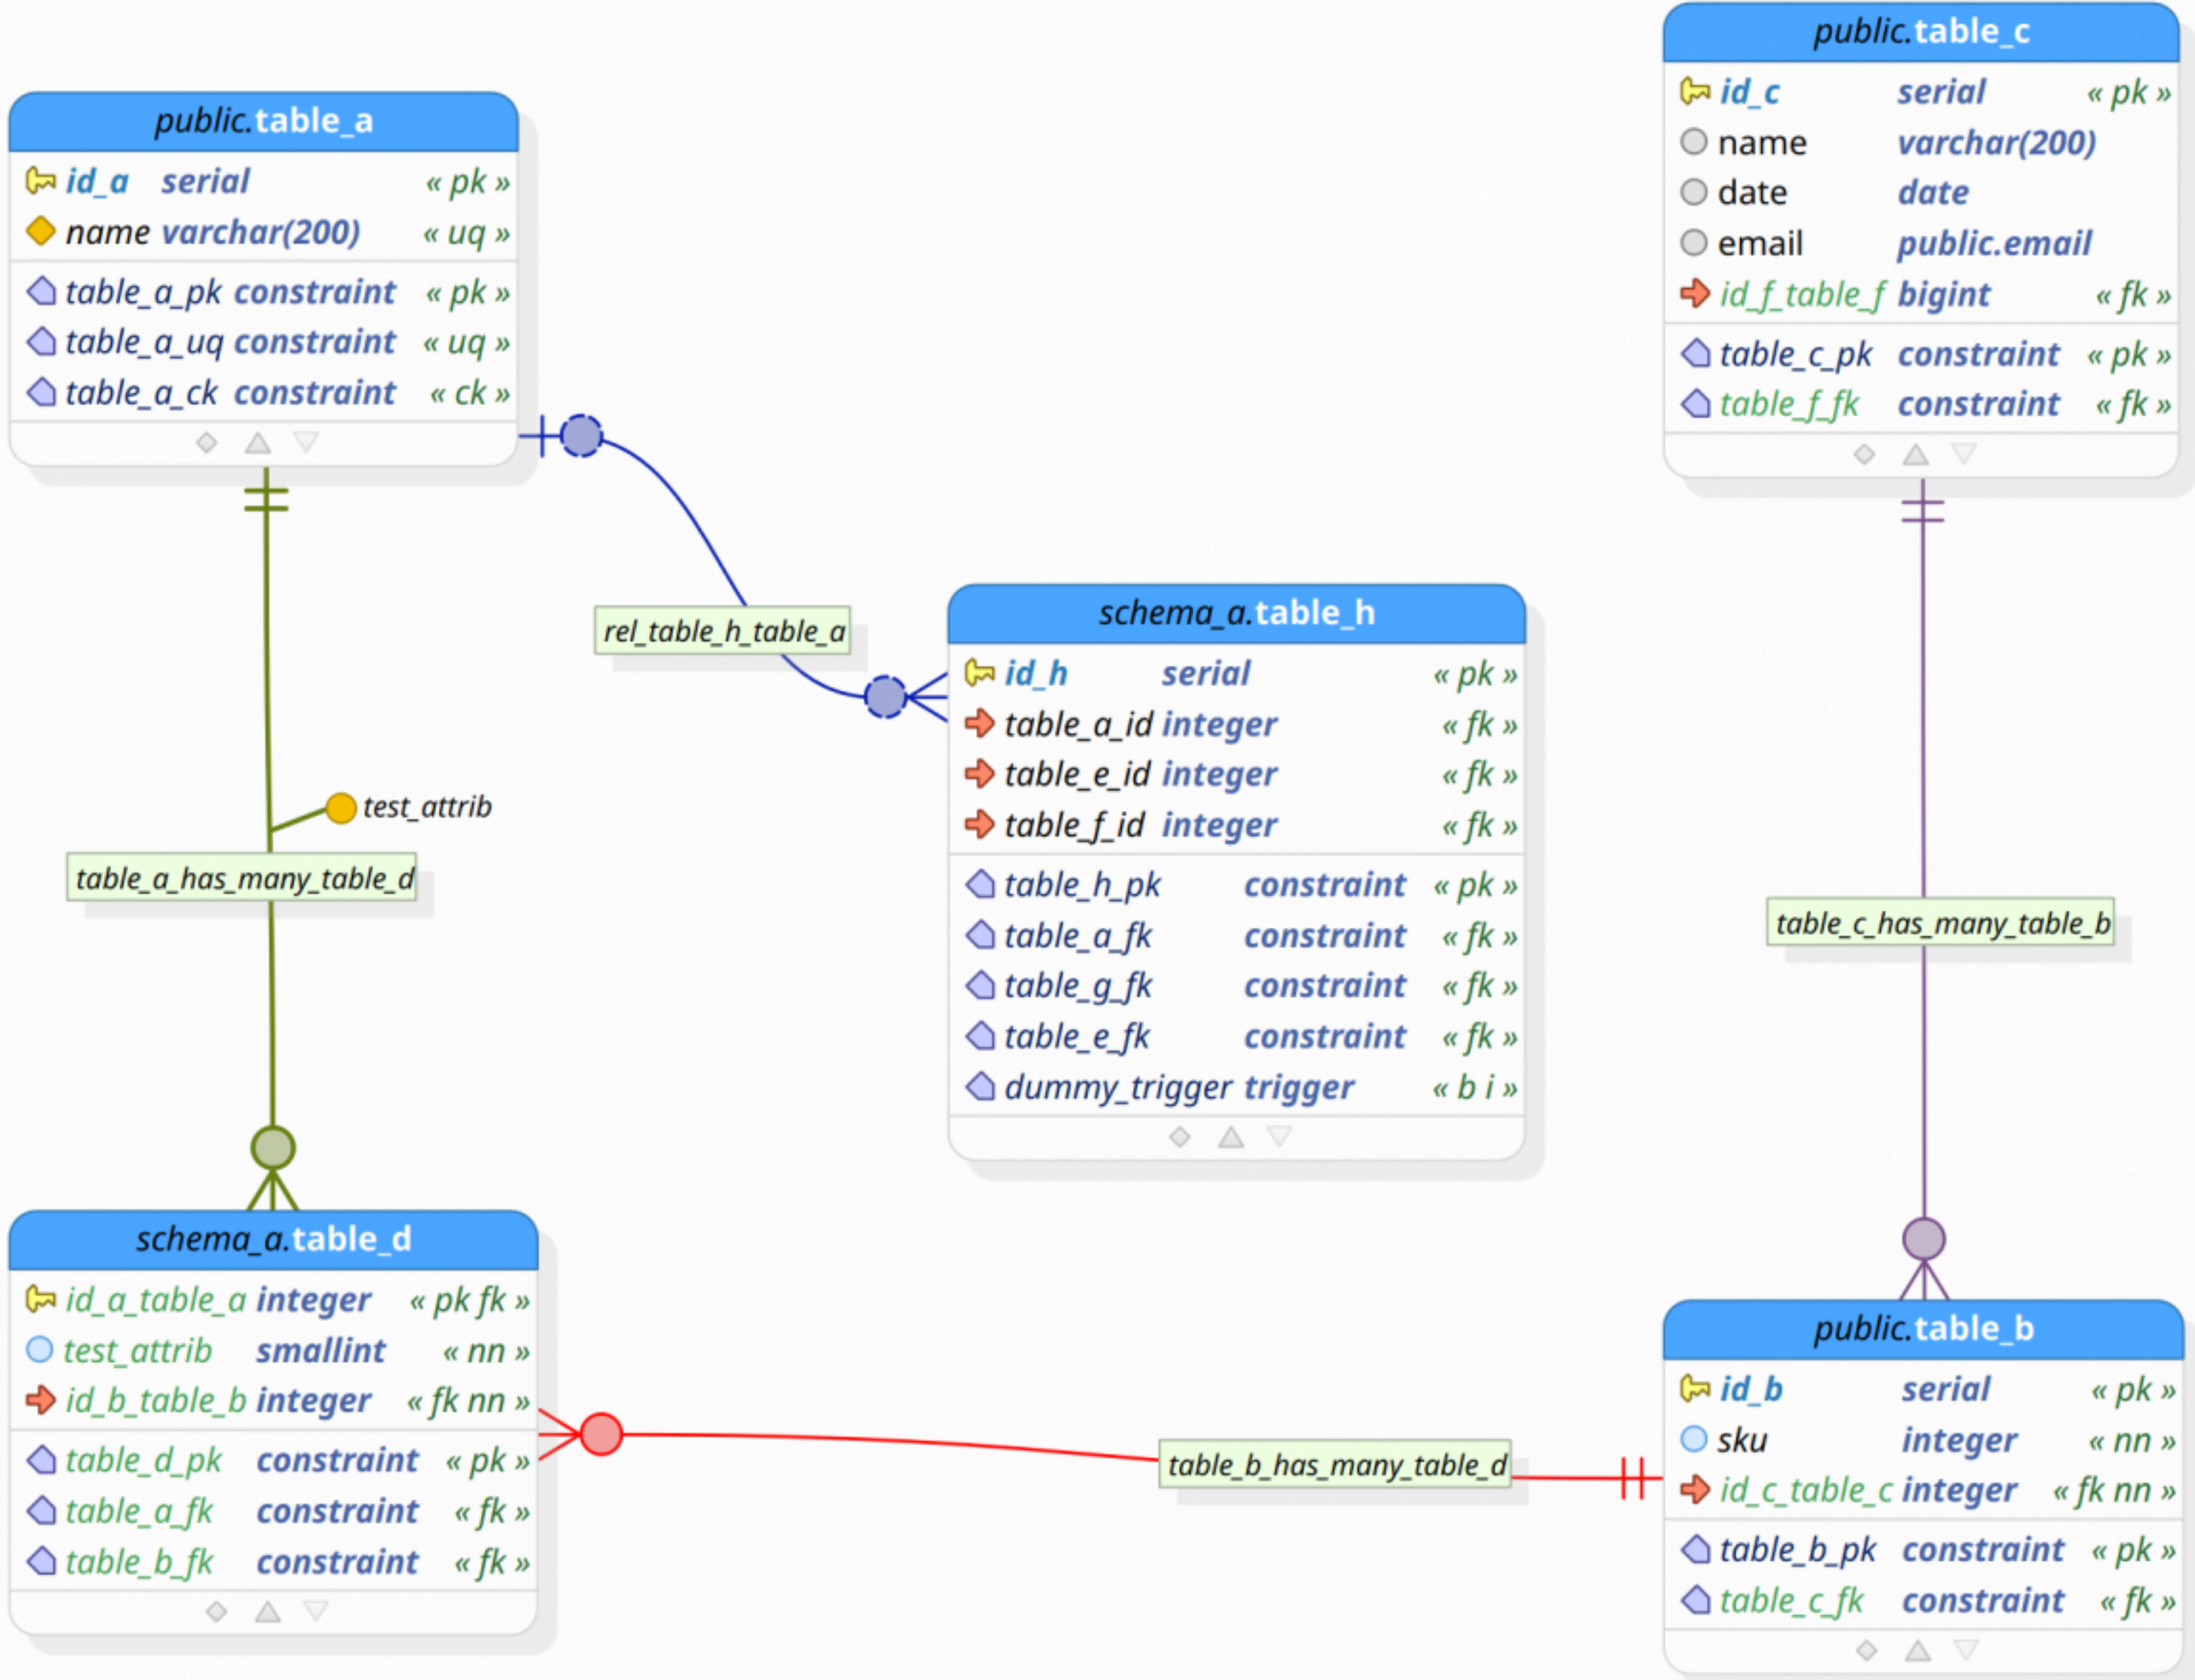 public.table_a
id_a serial « pk »
name varchar(200) « uq »
table_a_pk constraint « pk »
table_a_uq constraint « uq »
table_a_ck constraint « ck »
public.table_c
id_c serial « pk »
name varchar(200)
date date
email public.email
id_f_table_f bigint « fk »
table_c_pk constraint « pk »
table_f_fk constraint « fk »
rel_table_h_table_a
schema_a.table_h
id_h serial « pk »
table_a_id integer « fk »
table_e_id integer « fk »
table_f_id integer « fk »
table_h_pk constraint « pk »
table_a_fk constraint « fk »
table_g_fk constraint « fk »
table_e_fk constraint « fk »
dummy_trigger trigger « b i »
test_attrib
table_a_has_many_table_d
table_c_has_many_table_b
schema_a.table_d
id_a_table_a integer « pk fk »
test_attrib smallint « nn »
id_b_table_b integer « fk nn »
table_d_pk constraint « pk »
table_a_fk constraint « fk »
table_b_fk constraint « fk »
table_b_has_many_table_d
public.table_b
id_b serial « pk »
sku integer « nn »
id_c_table_c integer « fk nn »
table_b_pk constraint « pk »
table_c_fk constraint « fk »